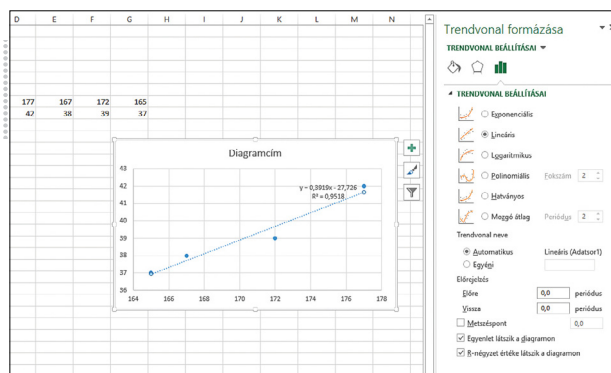 D E F G H I J K L M N
177 167 172 165
42 38 39 37
Diagramcím
43
42
41
40
39
38
37
36
164 166 168 170 172 174 176 178
y = 0,3919x - 27,726
R² = 0,9518
Trendvonal formázása
TRENDVONAL BEÁLLÍTÁSAI
TRENDVONAL BEÁLLÍTÁSAI
Exponenciális
Lineáris
Logaritmikus
Polinomiális Fokszám 2
Hatványos
Mozgó átlag Periódus 2
Trendvonal neve
Automatikus Lineáris (Adatsor1)
Egyéni
Előrejelzés
Előre 0,0 periódus
Vissza 0,0 periódus
Metszéspont 0,0
Egyenlet látszik a diagramon
R-négyzet értéke látszik a diagramon